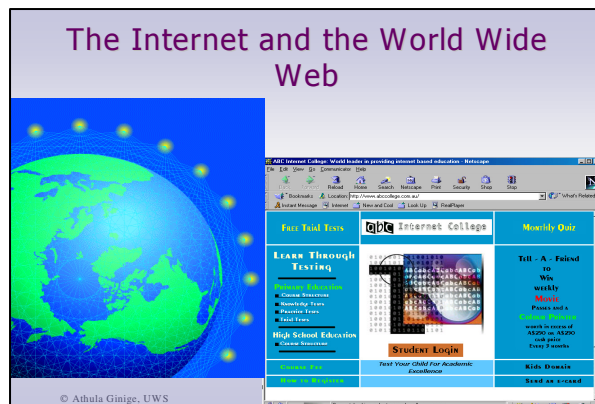 The Internet and the World Wide
Web
ABC Internet College: World leader in providing internet based education - Netscape
File Edit View Go Communicator Help
Reload Home Search Netscape Print Security Shop Stop
Bookmarks Location: http://www.abccollege.com.au/ What's Related
Instant Message Internet New and Cool Look Up RealPlayer
FREE TRIAL TESTS
abc Internet College
MONTHLY QUIZ
LEARN THROUGH
TESTING
PRIMARY EDUCATION
COURSE STRUCTURE
KNOWLEDGE TESTS
PRACTICE TESTS
TRIAL TESTS
HIGH SCHOOL EDUCATION
COURSE STRUCTURE
STUDENT LOGIN
TELL - A - FRIEND
TO
WIN
WEEKLY
MOVIE
PASSES AND A
COLOUR PRINTER
WORTH IN EXCESS OF
A$250 OR A$250
CASH PRIZE
EVERY 3 WEEKS
COURSE FEE
Test Your Child For Academic
Excellence
KIDS DOMAIN
HOW TO REGISTER
SEND AN E-CARD
© Athula Ginige, UWS